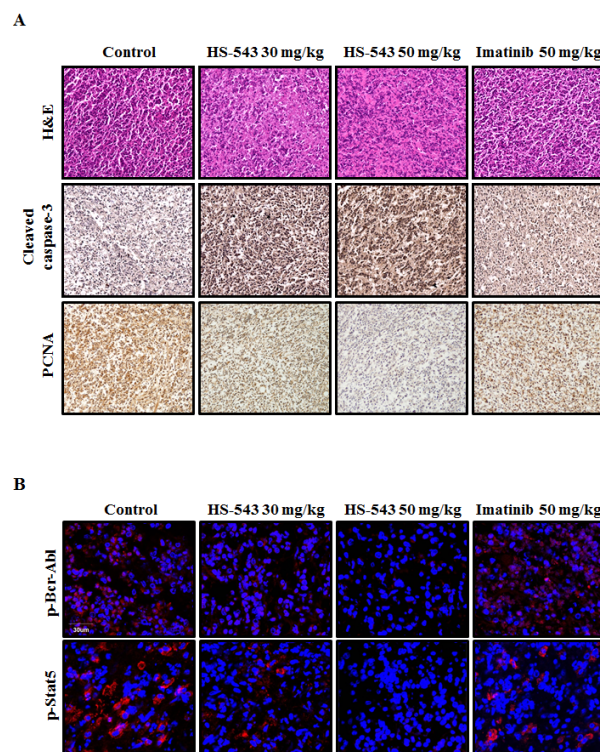 A
Control HS-543 30 mg/kg HS-543 50 mg/kg Imatinib 50 mg/kg
H&E
Cleaved
caspase-3
PCNA
B
Control HS-543 30 mg/kg HS-543 50 mg/kg Imatinib 50 mg/kg
p-Bcr-Abl
30um
p-Stat5